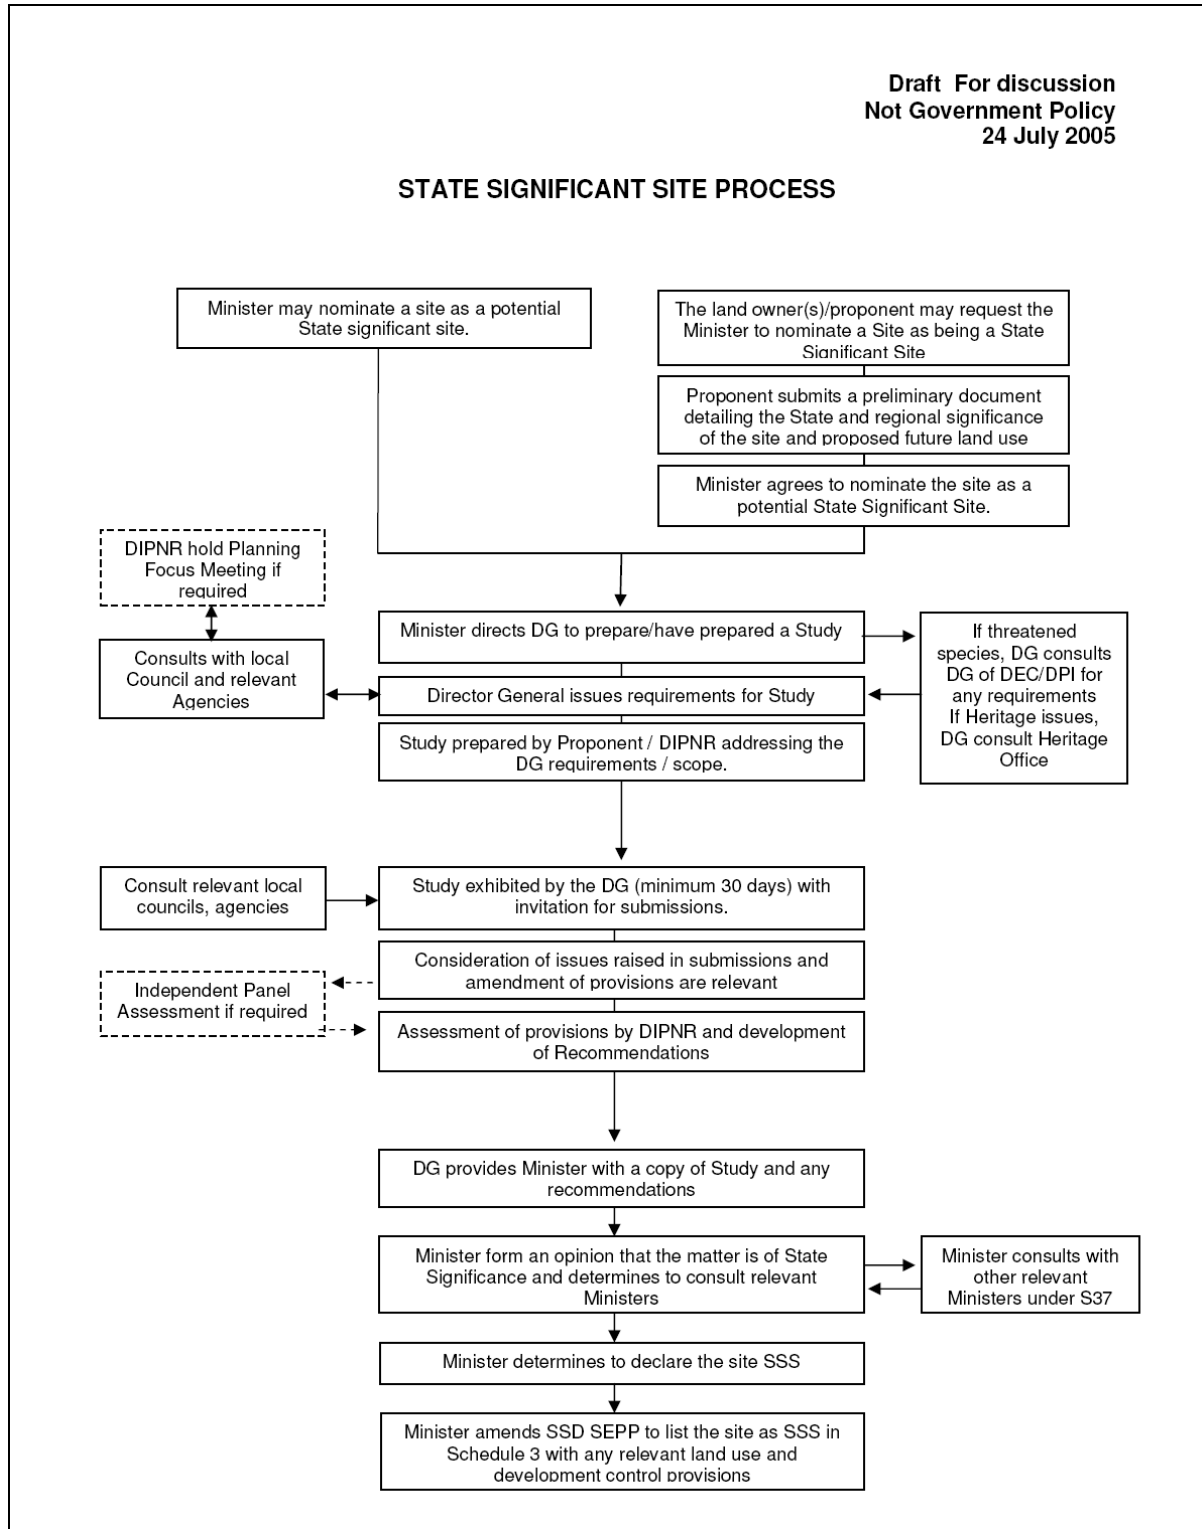 Draft  For discussion
Not Government Policy
24 July 2005
STATE SIGNIFICANT SITE PROCESS
Minister may nominate a site as a potential
State significant site.
The land owner(s)/proponent may request the
Minister to nominate a Site as being a State
Significant Site
Proponent submits a preliminary document
detailing the State and regional significance
of the site and proposed future land use
Minister agrees to nominate the site as a
potential State Significant Site.
DIPNR hold Planning
Focus Meeting if
required
Minister directs DG to prepare/have prepared a Study
If threatened
species, DG consults
DG of DEC/DPI for
any requirements
If Heritage issues,
DG consult Heritage
Office
Consults with local
Council and relevant
Agencies
Director General issues requirements for Study
Study prepared by Proponent / DIPNR addressing the
DG requirements / scope.
Consult relevant local
councils, agencies
Study exhibited by the DG (minimum 30 days) with
invitation for submissions.
Consideration of issues raised in submissions and
amendment of provisions are relevant
Independent Panel
Assessment if required
Assessment of provisions by DIPNR and development
of Recommendations
DG provides Minister with a copy of Study and any
recommendations
Minister form an opinion that the matter is of State
Significance and determines to consult relevant
Ministers
Minister consults with
other relevant
Ministers under S37
Minister determines to declare the site SSS
Minister amends SSD SEPP to list the site as SSS in
Schedule 3 with any relevant land use and
development control provisions